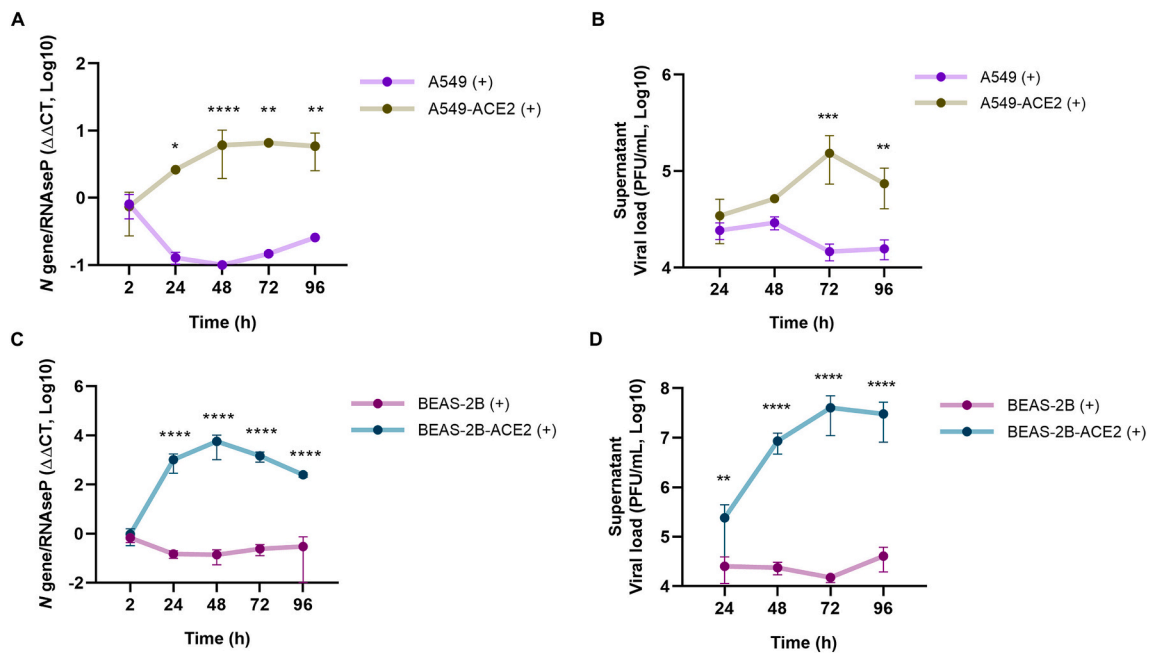 A
N gene/RNAseP (ΔΔCT, Log10)
2
1
0
-1
* **** ** **
2 24 48 72 96
Time (h)
A549 (+)
A549-ACE2 (+)
B
Supernatant
Viral load (PFU/mL, Log10)
6
5
4
*** **
24 48 72 96
Time (h)
A549 (+)
A549-ACE2 (+)
C
N gene/RNAseP (ΔΔCT, Log10)
6
4
2
0
-2
**** **** **** ****
2 24 48 72 96
Time (h)
BEAS-2B (+)
BEAS-2B-ACE2 (+)
D
Supernatant
Viral load (PFU/mL, Log10)
8
7
6
5
4
** **** **** ****
24 48 72 96
Time (h)
BEAS-2B (+)
BEAS-2B-ACE2 (+)